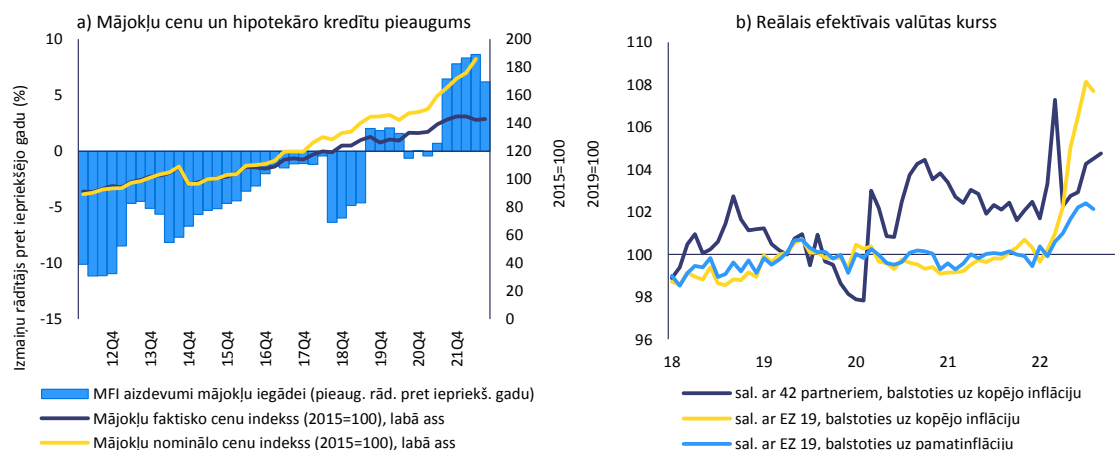 a) Mājokļu cenu un hipotekāro kredītu pieaugums
Izmaiņu rādītājs pret iepriekšējo gadu (%)
10
5
0
-5
-10
-15
200
180
160
140
120
100
80
60
40
20
0
2015=100
12Q4
13Q4
14Q4
15Q4
16Q4
17Q4
18Q4
19Q4
20Q4
21Q4
MFI aizdevumi mājokļu iegādei (pieaug. rād. pret iepriekš. gadu)
Mājokļu faktisko cenu indekss (2015=100), labā ass
Mājokļu nominālo cenu indekss (2015=100), labā ass
b) Reālais efektīvais valūtas kurss
2019=100
110
108
106
104
102
100
98
96
18
19
20
21
22
sal. ar 42 partneriem, balstoties uz kopējo inflāciju
sal. ar EZ 19, balstoties uz kopējo inflāciju
sal. ar EZ 19, balstoties uz pamatinflāciju